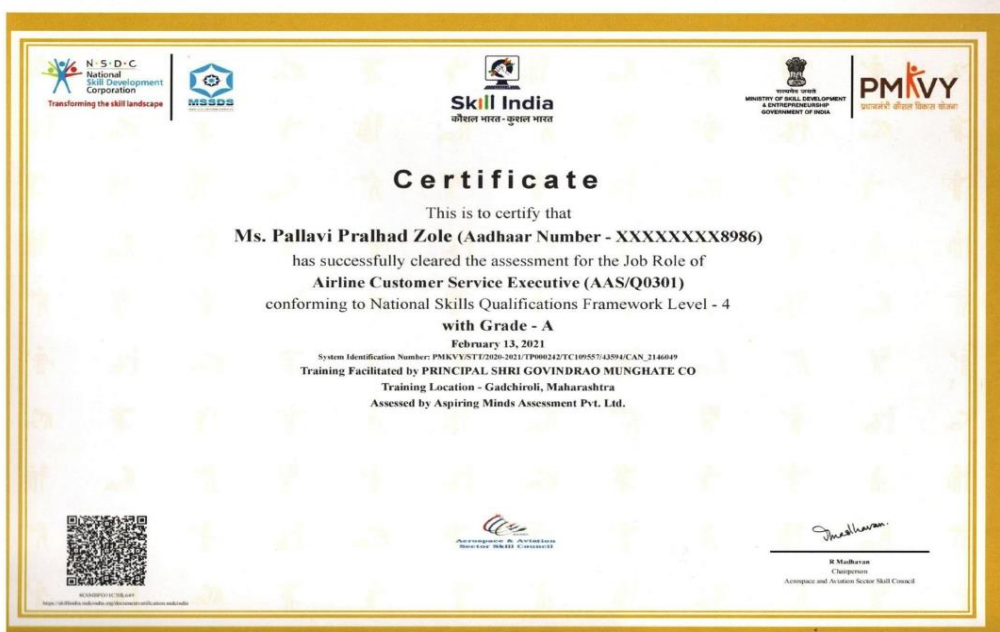 N·S·D·C
National
Skill Development
Corporation
Transforming the skill landscape
MSSDS
Skill India
कौशल भारत-कुशल भारत
सत्यमेव जयते
MINISTRY OF SKILL DEVELOPMENT
& ENTREPRENEURSHIP
GOVERNMENT OF INDIA
PMKVY
प्रधानमंत्री कौशल विकास योजना
Certificate
This is to certify that
Ms. Pallavi Pralhad Zole (Aadhaar Number - XXXXXXXX8986)
has successfully cleared the assessment for the Job Role of
Airline Customer Service Executive (AAS/Q0301)
conforming to National Skills Qualifications Framework Level - 4
with Grade - A
February 13, 2021
System Identification Number: PMKVY/STT/2020-2021/TP000242/TC109557/43594/CAN_2146049
Training Facilitated by PRINCIPAL SHRI GOVINDRAO MUNGHATE CO
Training Location - Gadchiroli, Maharashtra
Assessed by Aspiring Minds Assessment Pvt. Ltd.
Aerospace & Aviation
Sector Skill Council
R Madhavan
Chairperson
Aerospace and Aviation Sector Skill Council